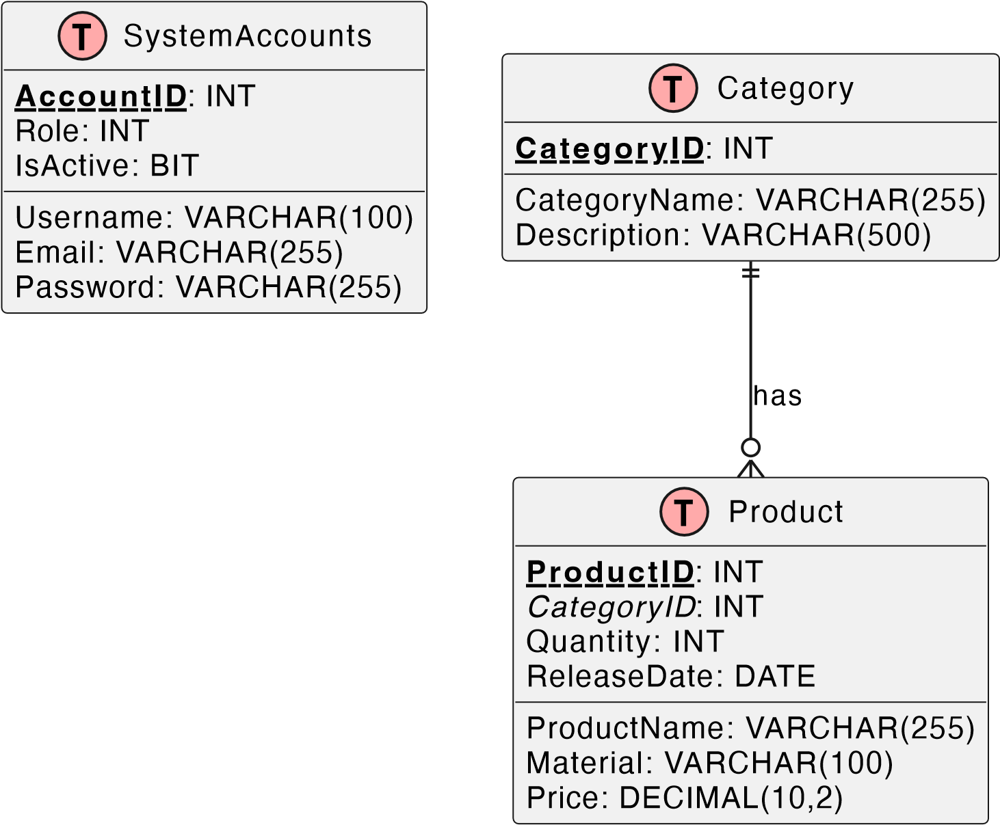 T SystemAccounts
AccountID: INT
Role: INT
IsActive: BIT
Username: VARCHAR(100)
Email: VARCHAR(255)
Password: VARCHAR(255)
T Category
CategoryID: INT
CategoryName: VARCHAR(255)
Description: VARCHAR(500)
has
T Product
ProductID: INT
CategoryID: INT
Quantity: INT
ReleaseDate: DATE
ProductName: VARCHAR(255)
Material: VARCHAR(100)
Price: DECIMAL(10,2)